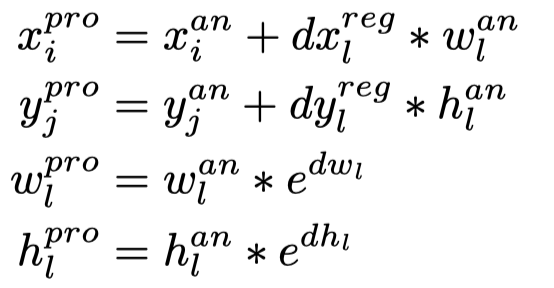 x_i^{pro} = x_i^{an} + dx_l^{reg} * w_l^{an}
y_j^{pro} = y_j^{an} + dy_l^{reg} * h_l^{an}
w_l^{pro} = w_l^{an} * e^{dw_l}
h_l^{pro} = h_l^{an} * e^{dh_l}